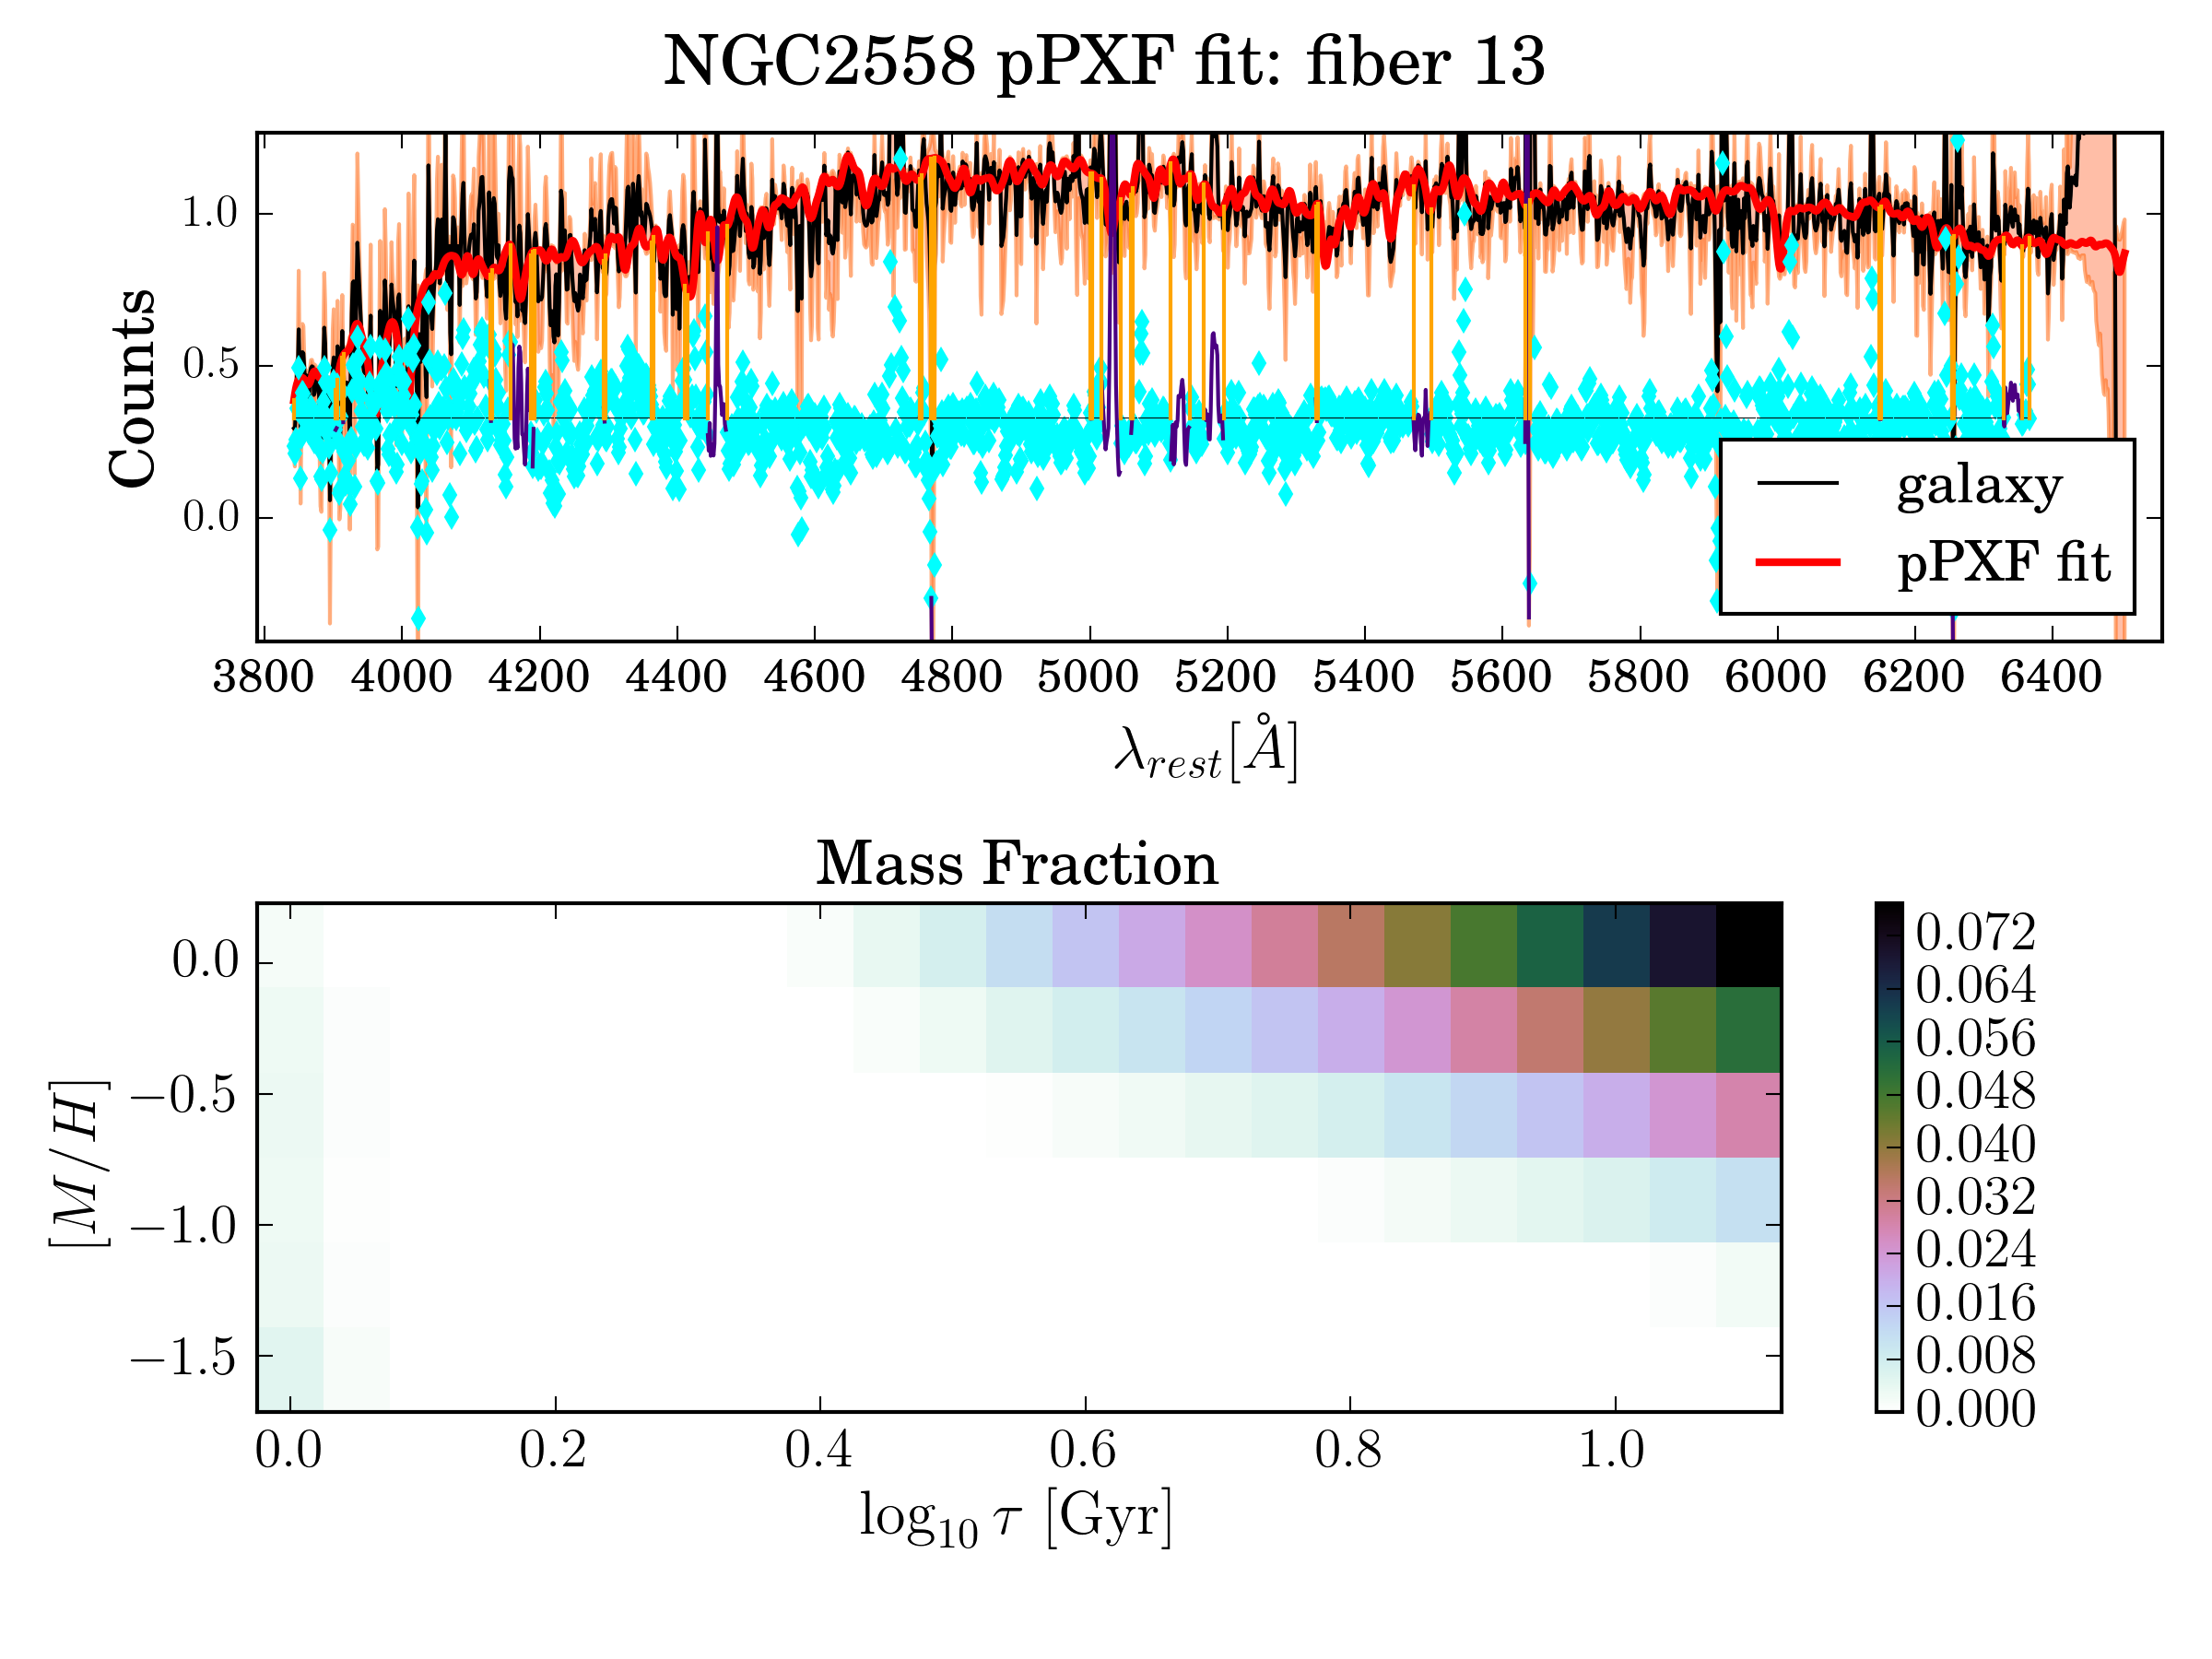 NGC2558 pPXF fit: fiber 13
Counts
1.0
0.5
0.0
galaxy
pPXF fit
3800 4000 4200 4400 4600 4800 5000 5200 5400 5600 5800 6000 6200 6400
λ_rest[Å]
Mass Fraction
[M/H]
0.0
−0.5
−1.0
−1.5
0.0 0.2 0.4 0.6 0.8 1.0
log₁₀ τ [Gyr]
0.072
0.064
0.056
0.048
0.040
0.032
0.024
0.016
0.008
0.000